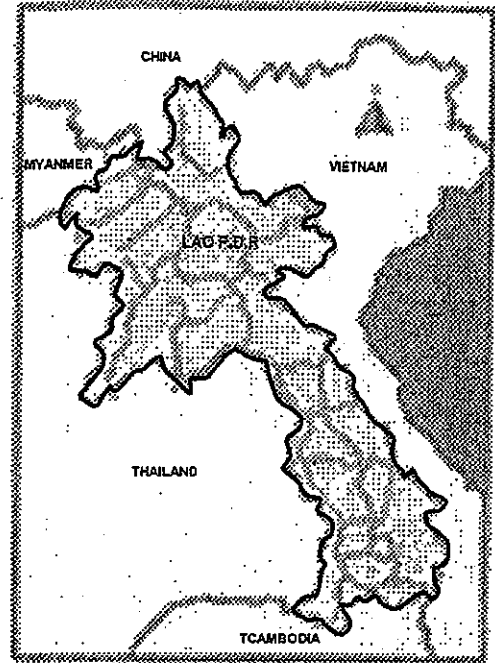 CHINA
MYANMER
VIETNAM
LAO P.D.R
THAILAND
TCAMBODIA